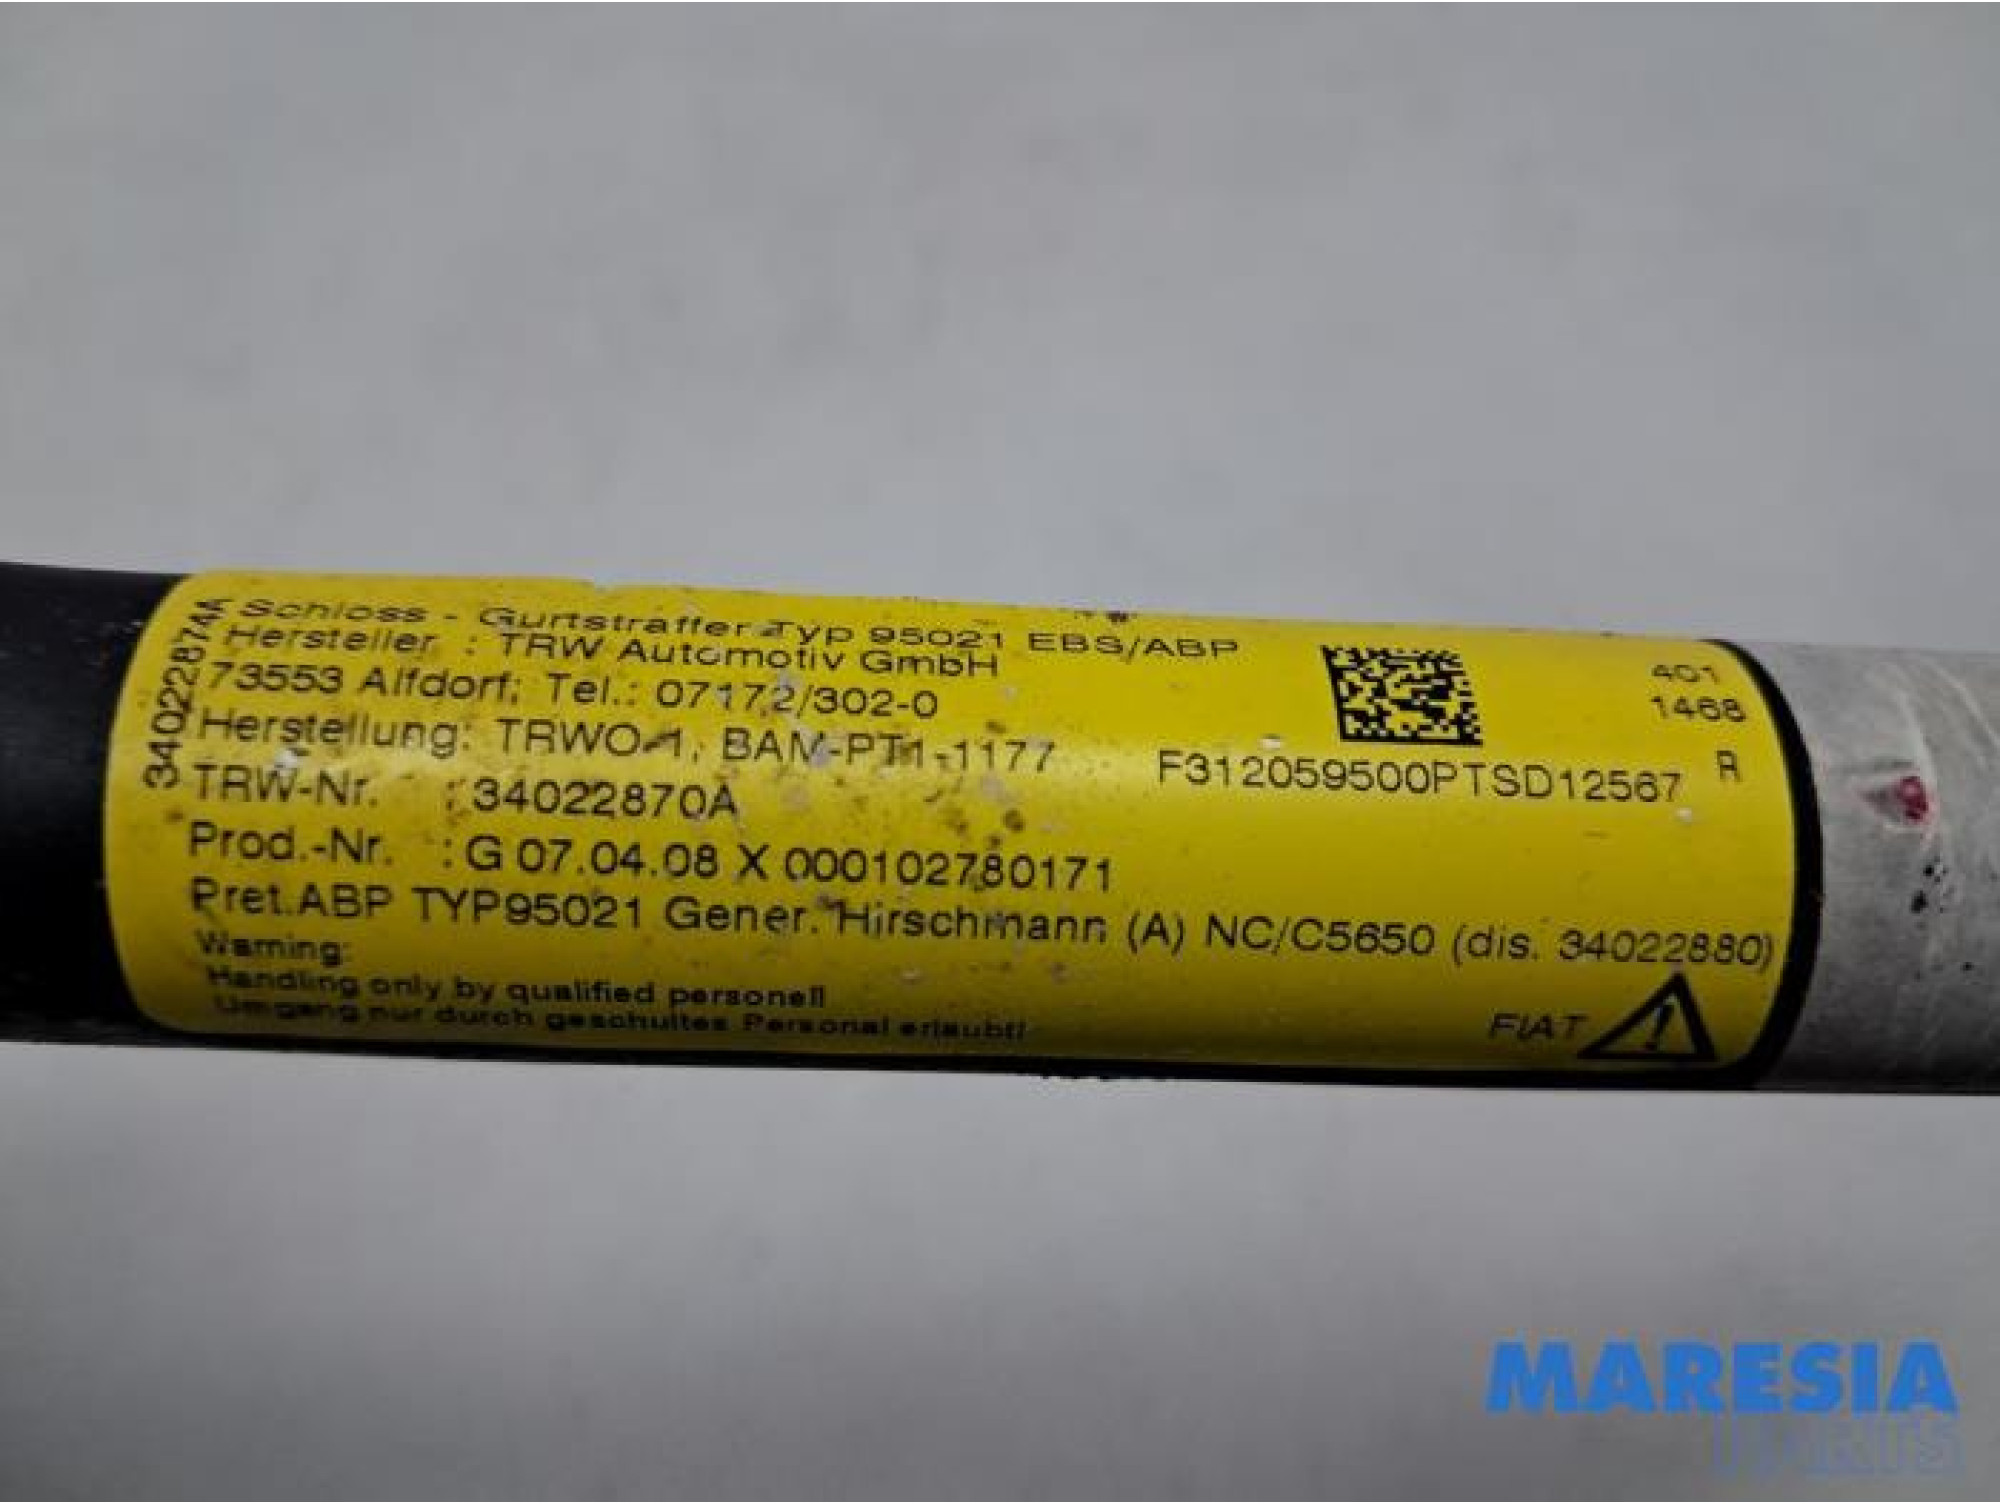 34022874A
Schloss - Gurtstraffer Typ 95021 EBS/ABP
Hersteller : TRW Automotiv GmbH
73553 Alfdorf; Tel.: 07172/302-0
Herstellung: TRWO-1, BAM-PT1-1177
TRW-Nr. : 34022870A
Prod.-Nr. : G 07.04.08 X 000102780171
Pret.ABP TYP95021 Gener. Hirschmann (A) NC/C5650 (dis. 34022880)
Warning:
Handling only by qualified personell
Umgang nur durch geschultes Personal erlaubt!
401
1468
F312059500PTSD12567 R
FIAT
MARESIA
PARTS